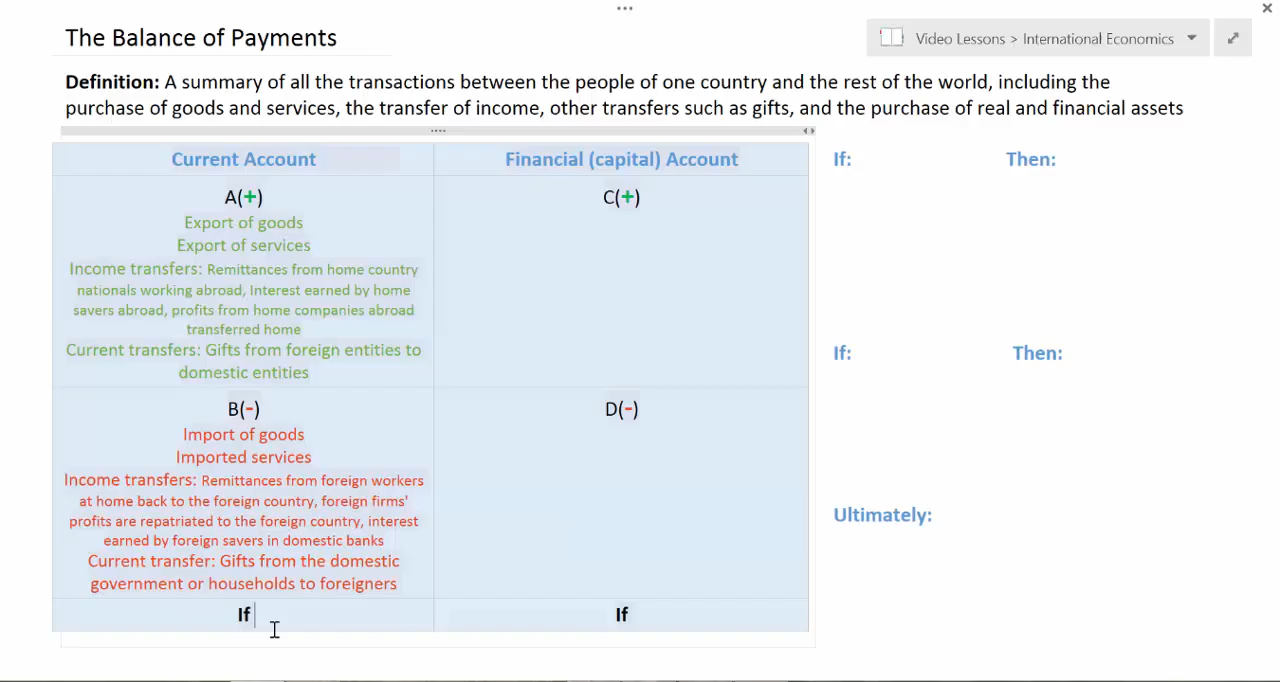 The Balance of Payments
Video Lessons > International Economics
Definition: A summary of all the transactions between the people of one country and the rest of the world, including the
purchase of goods and services, the transfer of income, other transfers such as gifts, and the purchase of real and financial assets
Current Account
Financial (capital) Account
If:
Then:
A(+)
C(+)
Export of goods
Export of services
Income transfers: Remittances from home country
nationals working abroad, Interest earned by home
savers abroad, profits from home companies abroad
transferred home
Current transfers: Gifts from foreign entities to
domestic entities
If:
Then:
B(-)
D(-)
Import of goods
Imported services
Income transfers: Remittances from foreign workers
at home back to the foreign country, foreign firms'
profits are repatriated to the foreign country, interest
earned by foreign savers in domestic banks
Current transfer: Gifts from the domestic
government or households to foreigners
Ultimately:
If
If